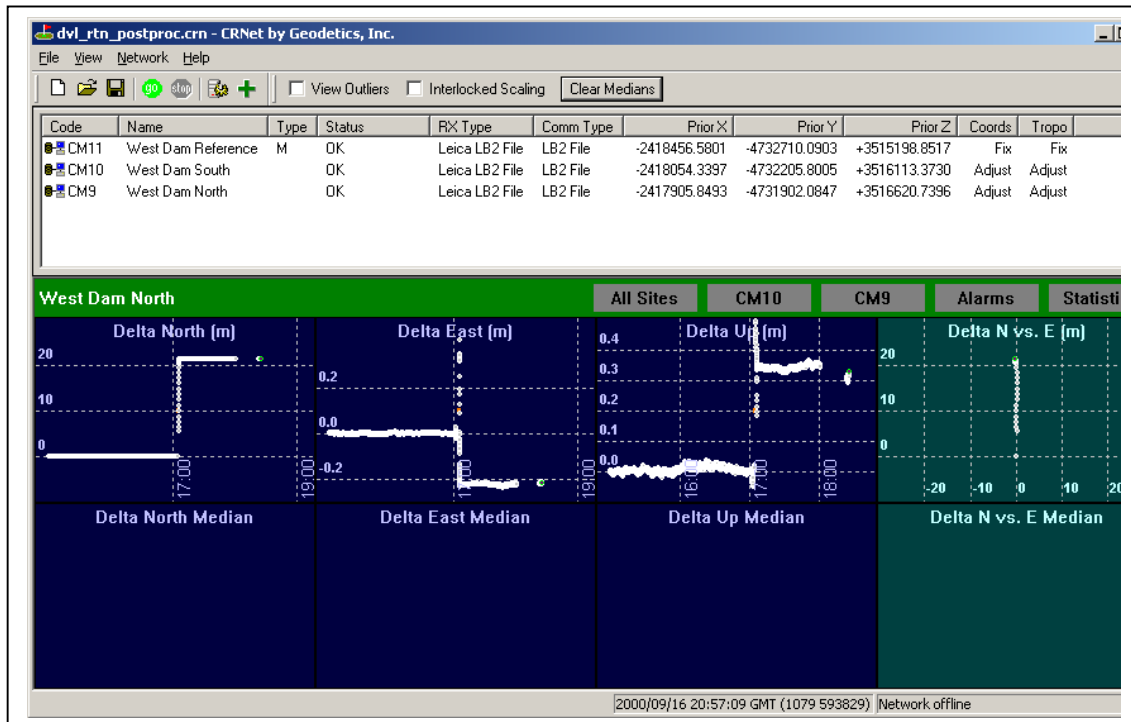 dvl_rtn_postproc.crn - CRNet by Geodetics, Inc.
File View Network Help
go stop View Outliers Interlocked Scaling Clear Medians
Code Name Type Status RX Type Comm Type Prior X Prior Y Prior Z Coords Tropo
CM11 West Dam Reference M OK Leica LB2 File LB2 File -2418456.5801 -4732710.0903 +3515198.8517 Fix Fix
CM10 West Dam South OK Leica LB2 File LB2 File -2418054.3397 -4732205.8005 +3516113.3730 Adjust Adjust
CM9 West Dam North OK Leica LB2 File LB2 File -2417905.8493 -4731902.0847 +3516620.7396 Adjust Adjust
West Dam North All Sites CM10 CM9 Alarms Statisti
Delta North (m)
20
10
0
17:00
19:00
Delta East (m)
0.2
0.0
-0.2
17:00
19:00
Delta Up (m)
0.4
0.3
0.2
0.1
0.0
16:00
17:00
18:00
Delta N vs. E (m)
20
10
0
-20 -10 0 10 20
Delta North Median
Delta East Median
Delta Up Median
Delta N vs. E Median
2000/09/16 20:57:09 GMT (1079 593829) Network offline